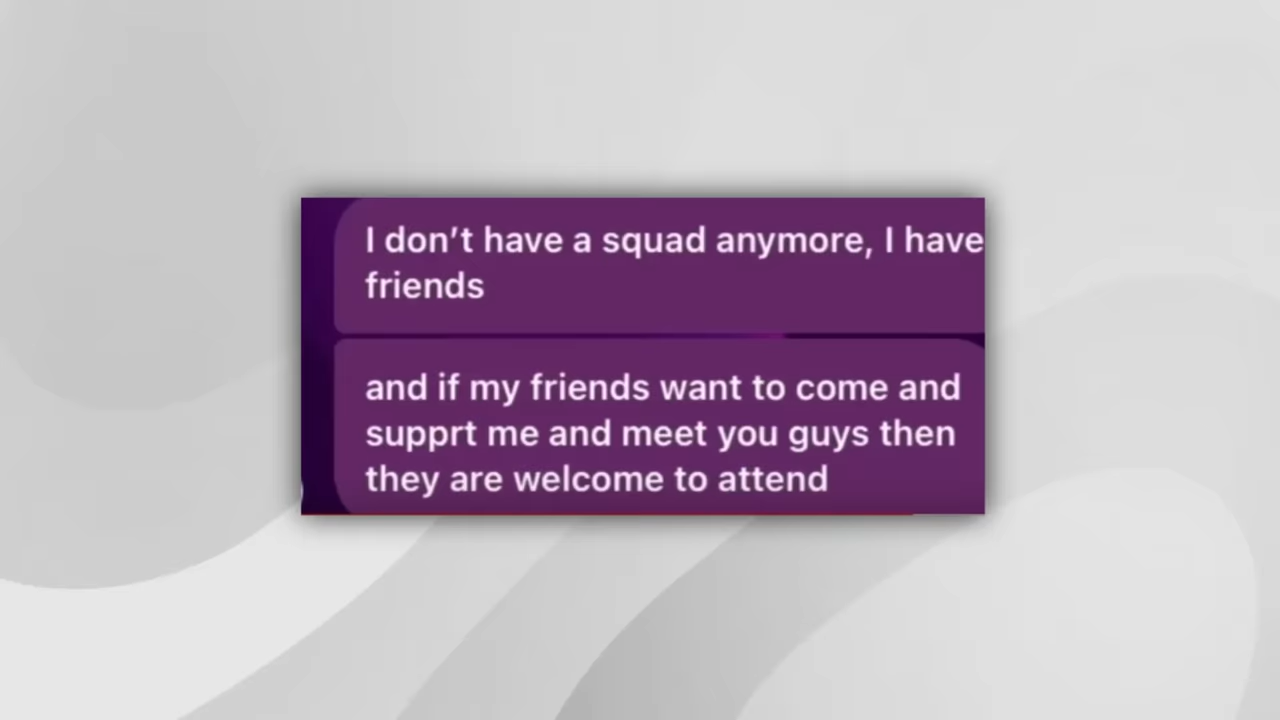 I don’t have a squad anymore, I have
friends
and if my friends want to come and
supprt me and meet you guys then
they are welcome to attend